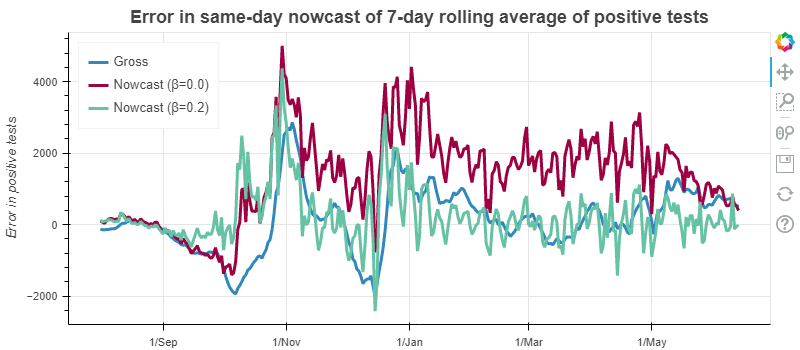 Error in same-day nowcast of 7-day rolling average of positive tests
Gross
Nowcast (β=0.0)
Nowcast (β=0.2)
Error in positive tests
4000
2000
0
−2000
1/Sep
1/Nov
1/Jan
1/Mar
1/May